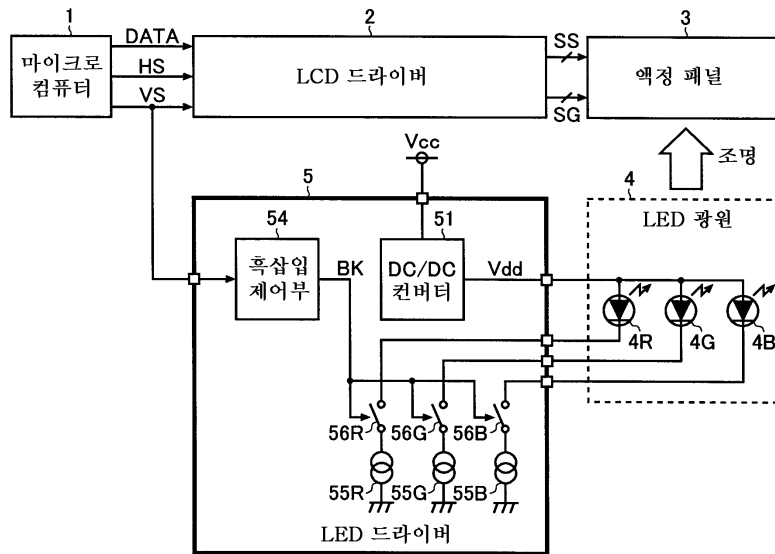 1
마이크로
컴퓨터
DATA
HS
VS
2
LCD 드라이버
SS
SG
3
액정 패널
조명
Vcc
5
54
흑삽입
제어부
BK
51
DC/DC
컨버터
Vdd
4
LED 광원
4R
4G
4B
56R
56G
56B
55R
55G
55B
LED 드라이버